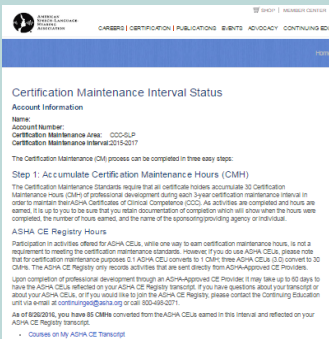 SHOP | MEMBER CENTER
AMERICAN
SPEECH-LANGUAGE
HEARING
ASSOCIATION
CAREERS | CERTIFICATION | PUBLICATIONS EVENTS ADVOCACY CONTINUING ED
Home
Certification Maintenance Interval Status
Account Information
Name:
Account Number:
Certification Maintenance Area: CCC-SLP
Certification Maintenance Interval:2015-2017
The Certification Maintenance (CM) process can be completed in three easy steps:
Step 1: Accumulate Certification Maintenance Hours (CMH)
The Certification Maintenance Standards require that all certificate holders accumulate 30 Certification
Maintenance Hours (CMH) of professional development during each 3-year certification maintenance interval in
order to maintain their ASHA Certificates of Clinical Competence (CCC). As activities are completed and hours are
earned, it is up to you to be sure that you retain documentation of completion which will show when the hours were
completed, the number of hours earned, and the name of the sponsoring/providing agency or individual.
ASHA CE Registry Hours
Participation in activities offered for ASHA CEUs, while one way to earn certification maintenance hours, is not a
requirement to meeting the certification maintenance standards. However, if you do use ASHA CEUs, please note
that for certification maintenance purposes 0.1 ASHA CEU converts to 1 CMH; three ASHA CEUs (3.0) convert to 30
CMHs. The ASHA CE Registry only records activities that are sent directly from ASHA-Approved CE Providers.
Upon completion of professional development through an ASHA-Approved CE Provider, it may take up to 60 days to
have the ASHA CEUs reflected on your ASHA CE Registry transcript. If you have questions about your transcript or
about your ASHA CEUs, or if you would like to join the ASHA CE Registry, please contact the Continuing Education
unit via e-mail at continuinged@asha.org or call 800-498-2071.
As of 8/26/2016, you have 85 CMHs converted from the ASHA CEUs earned in this interval and reflected on your
ASHA CE Registry transcript.
• Courses on My ASHA CE Transcript